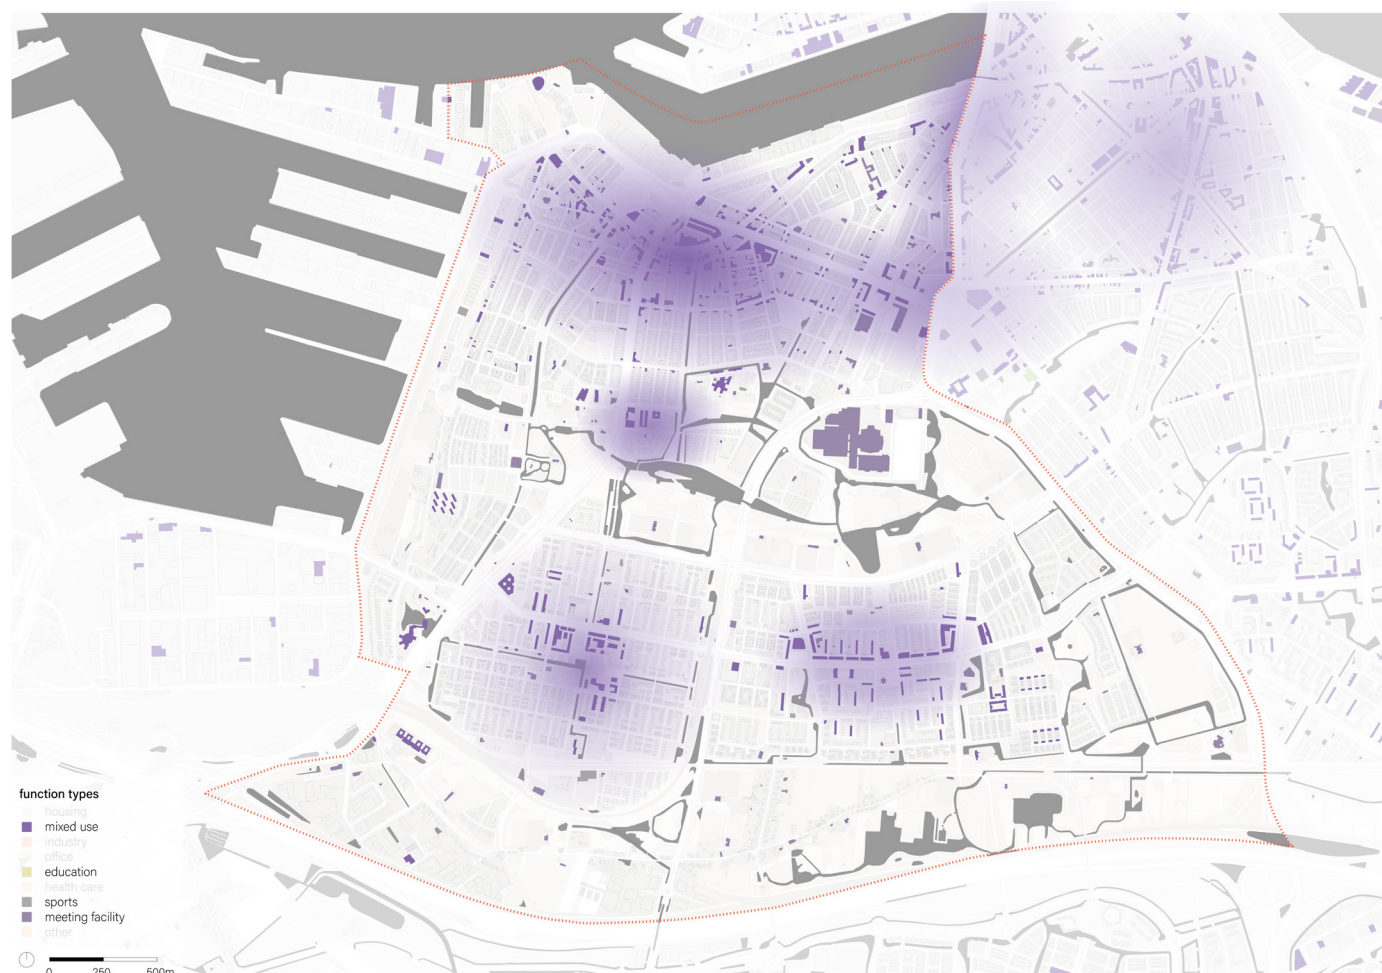 function types
housing
mixed use
industry
office
education
health care
sports
meeting facility
other
0 250 500m